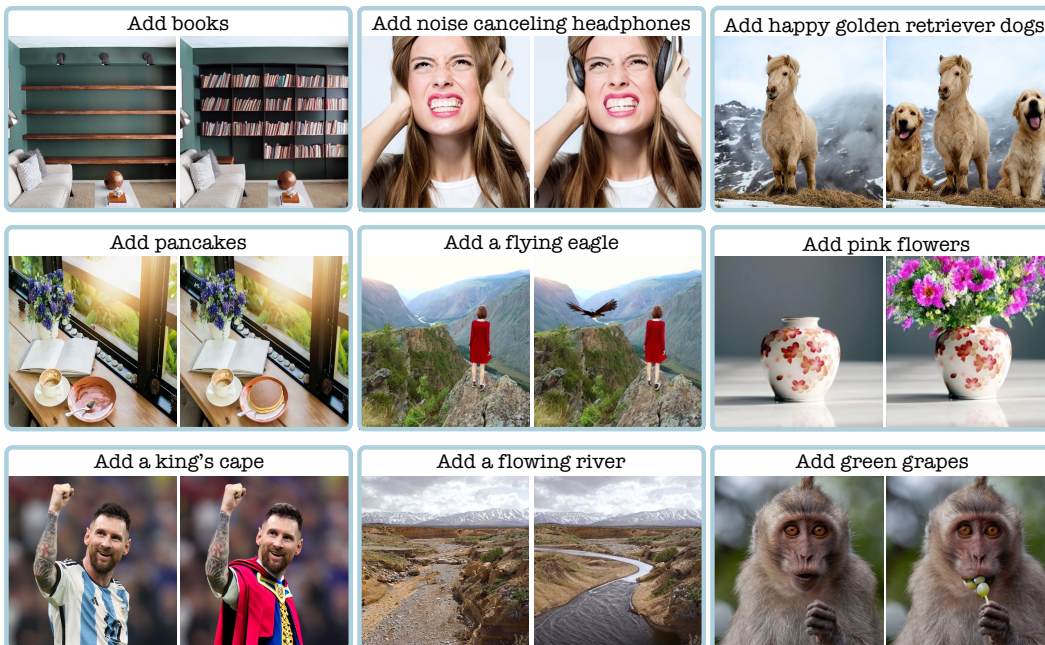 Add books
Add noise canceling headphones
Add happy golden retriever dogs
Add pancakes
Add a flying eagle
Add pink flowers
Add a king's cape
Add a flowing river
Add green grapes